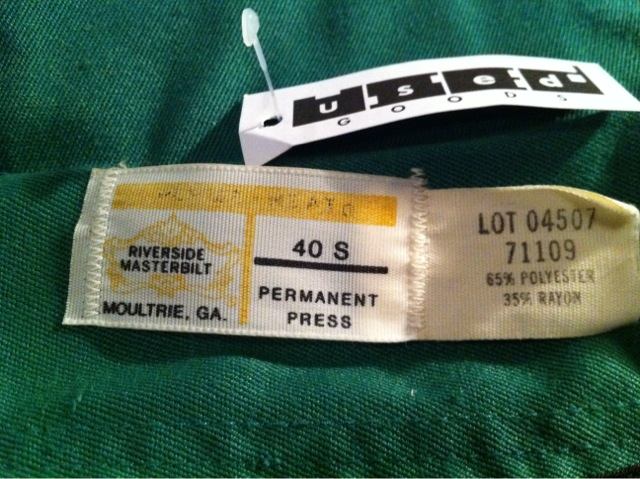 used
GOODS
RIVERSIDE
MASTERBILT
MOULTRIE, GA.
40 S
PERMANENT
PRESS
LOT 04507
71109
65% POLYESTER
35% RAYON